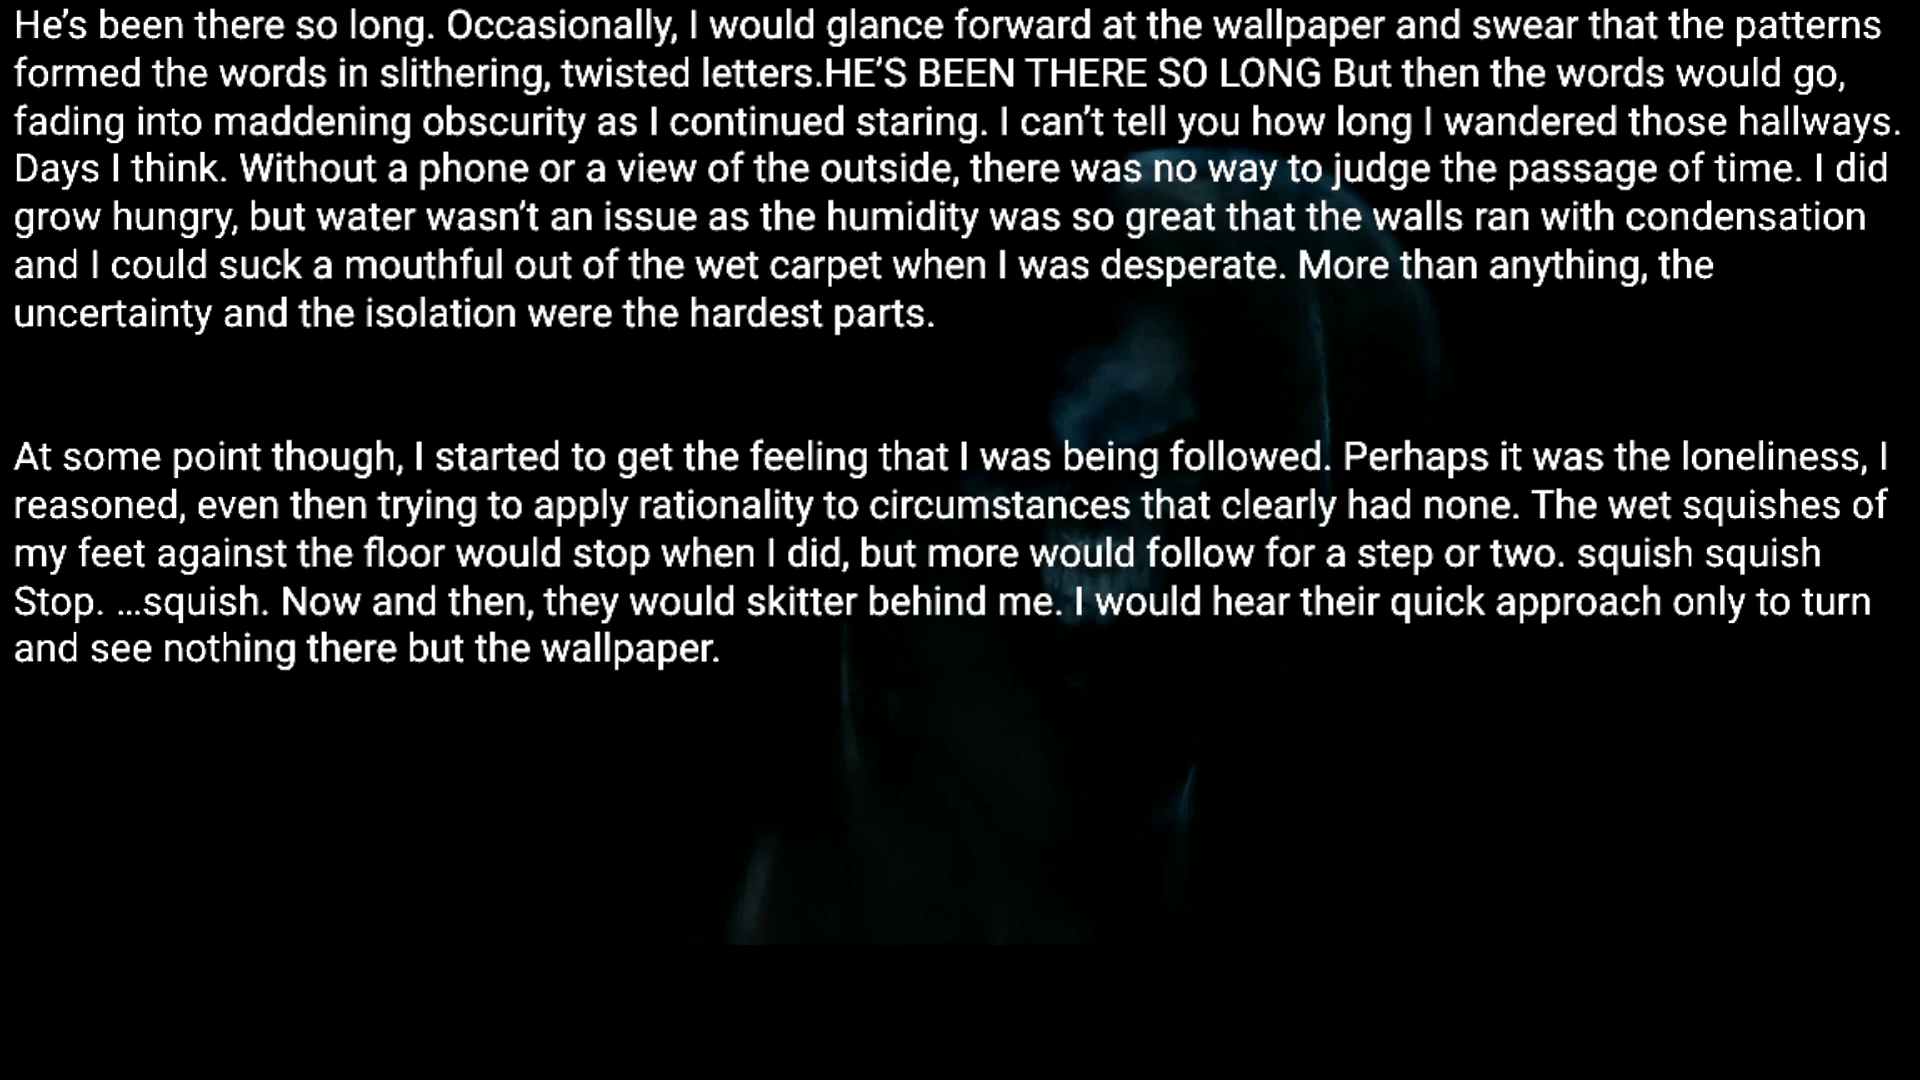 He’s been there so long. Occasionally, I would glance forward at the wallpaper and swear that the patterns
formed the words in slithering, twisted letters.HE’S BEEN THERE SO LONG But then the words would go,
fading into maddening obscurity as I continued staring. I can’t tell you how long I wandered those hallways.
Days I think. Without a phone or a view of the outside, there was no way to judge the passage of time. I did
grow hungry, but water wasn’t an issue as the humidity was so great that the walls ran with condensation
and I could suck a mouthful out of the wet carpet when I was desperate. More than anything, the
uncertainty and the isolation were the hardest parts.
At some point though, I started to get the feeling that I was being followed. Perhaps it was the loneliness, I
reasoned, even then trying to apply rationality to circumstances that clearly had none. The wet squishes of
my feet against the floor would stop when I did, but more would follow for a step or two. squish squish
Stop. …squish. Now and then, they would skitter behind me. I would hear their quick approach only to turn
and see nothing there but the wallpaper.